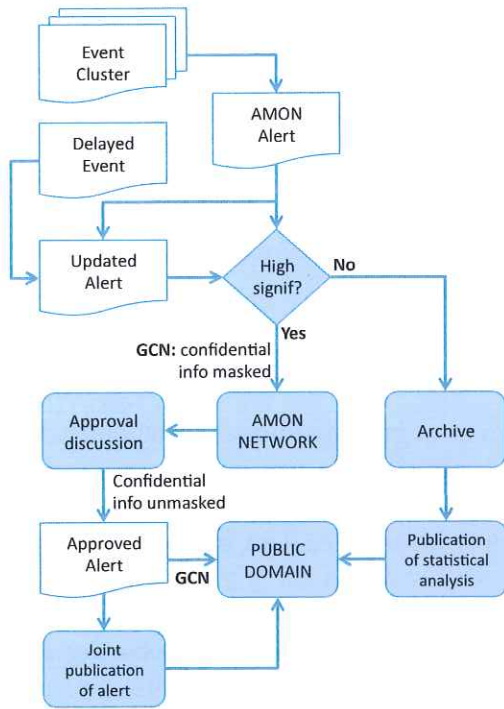 Event
Cluster
AMON
Alert
Delayed
Event
Updated
Alert
High
signif?
No
Yes
GCN: confidential
info masked
Approval
discussion
AMON
NETWORK
Archive
Confidential
info unmasked
Approved
Alert
GCN
PUBLIC
DOMAIN
Publication
of statistical
analysis
Joint
publication
of alert